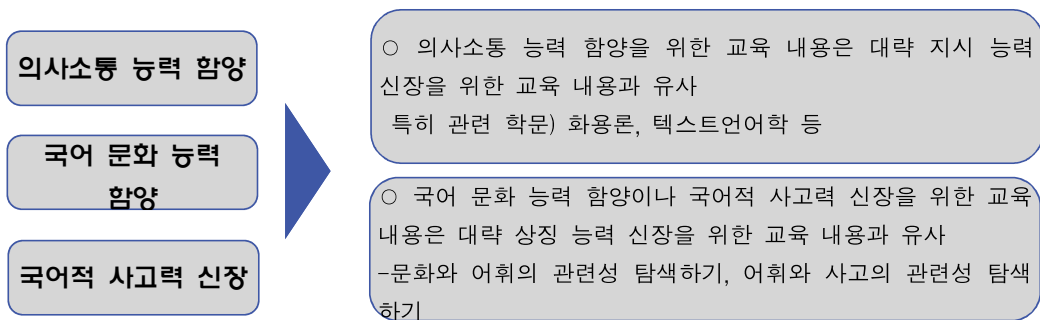 의사소통 능력 함양
국어 문화 능력
함양
국어적 사고력 신장
○ 의사소통 능력 함양을 위한 교육 내용은 대략 지시 능력
신장을 위한 교육 내용과 유사
특히 관련 학문) 화용론, 텍스트언어학 등
○ 국어 문화 능력 함양이나 국어적 사고력 신장을 위한 교육
내용은 대략 상징 능력 신장을 위한 교육 내용과 유사
-문화와 어휘의 관련성 탐색하기, 어휘와 사고의 관련성 탐색
하기